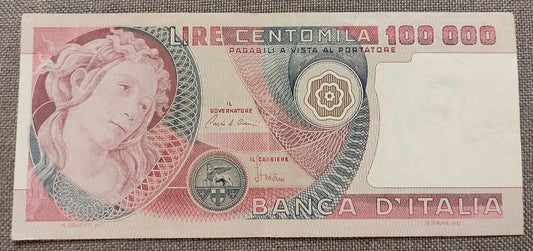 LIRE CENTOMILA 100 000
PAGABILI A VISTA AL PORTATORE
IL
GOVERNATORE
IL CASSIERE
BANCA D'ITALIA